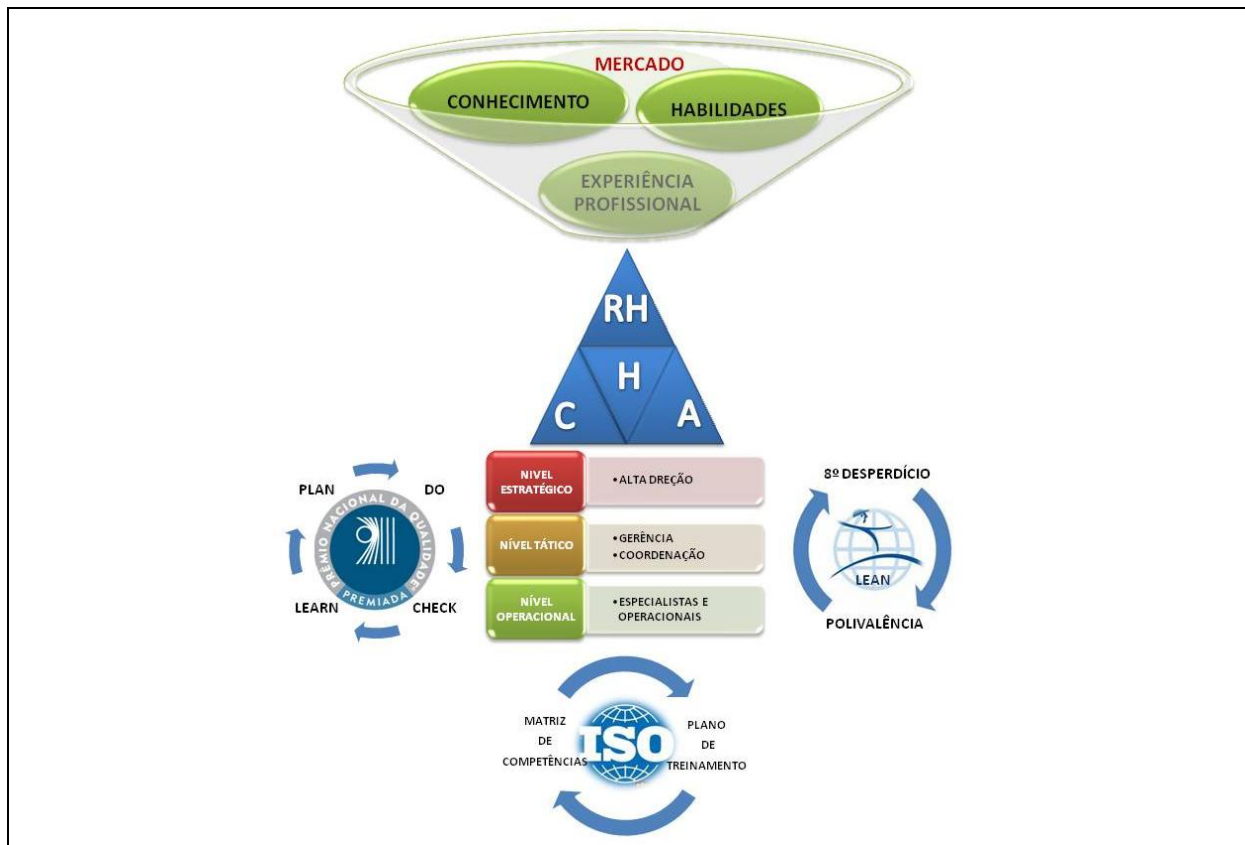 MERCADO
CONHECIMENTO
HABILIDADES
EXPERIÊNCIA
PROFISSIONAL
RH
H
C
A
NIVEL
ESTRATÉGICO
• ALTA DREÇÃO
NÍVEL TÁTICO
• GERÊNCIA
• COORDENAÇÃO
NÍVEL
OPERACIONAL
• ESPECIALISTAS E
OPERACIONAIS
PLAN
DO
PRÊMIO NACIONAL DA QUALIDADE
PREMIADA
LEARN
CHECK
8º DESPERDÍCIO
LEAN
POLIVALÊNCIA
MATRIZ
DE
COMPETÊNCIAS
ISO
PLANO
DE
TREINAMENTO